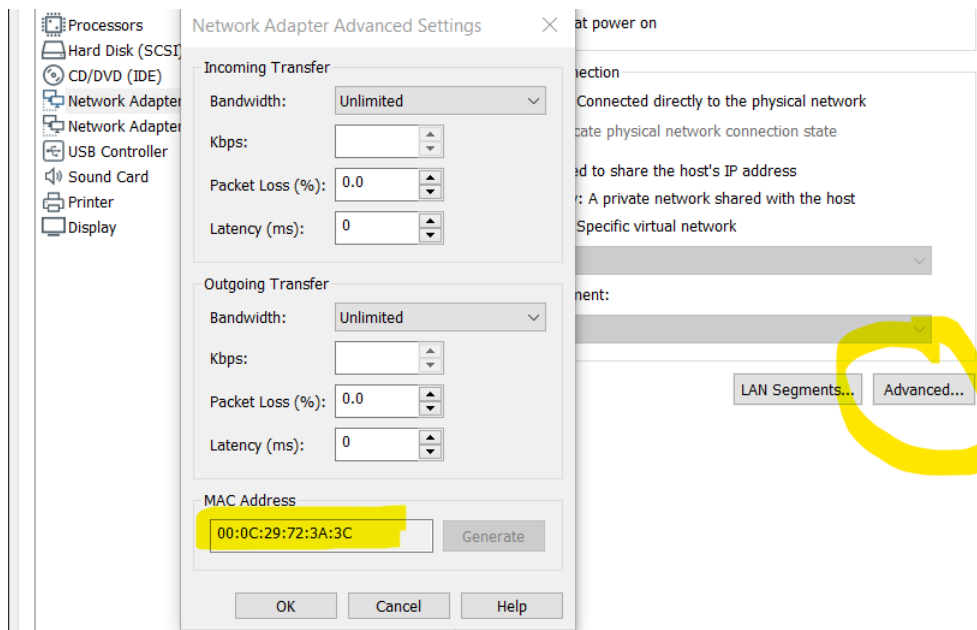 Processors
Hard Disk (SCSI)
CD/DVD (IDE)
Network Adapter
Network Adapter
USB Controller
Sound Card
Printer
Display
Network Adapter Advanced Settings
Incoming Transfer
Bandwidth: Unlimited
Kbps:
Packet Loss (%): 0.0
Latency (ms): 0
Outgoing Transfer
Bandwidth: Unlimited
Kbps:
Packet Loss (%): 0.0
Latency (ms): 0
MAC Address
00:0C:29:72:3A:3C Generate
OK Cancel Help
at power on
nection
Connected directly to the physical network
cate physical network connection state
ed to share the host's IP address
: A private network shared with the host
Specific virtual network
ment:
LAN Segments... Advanced...